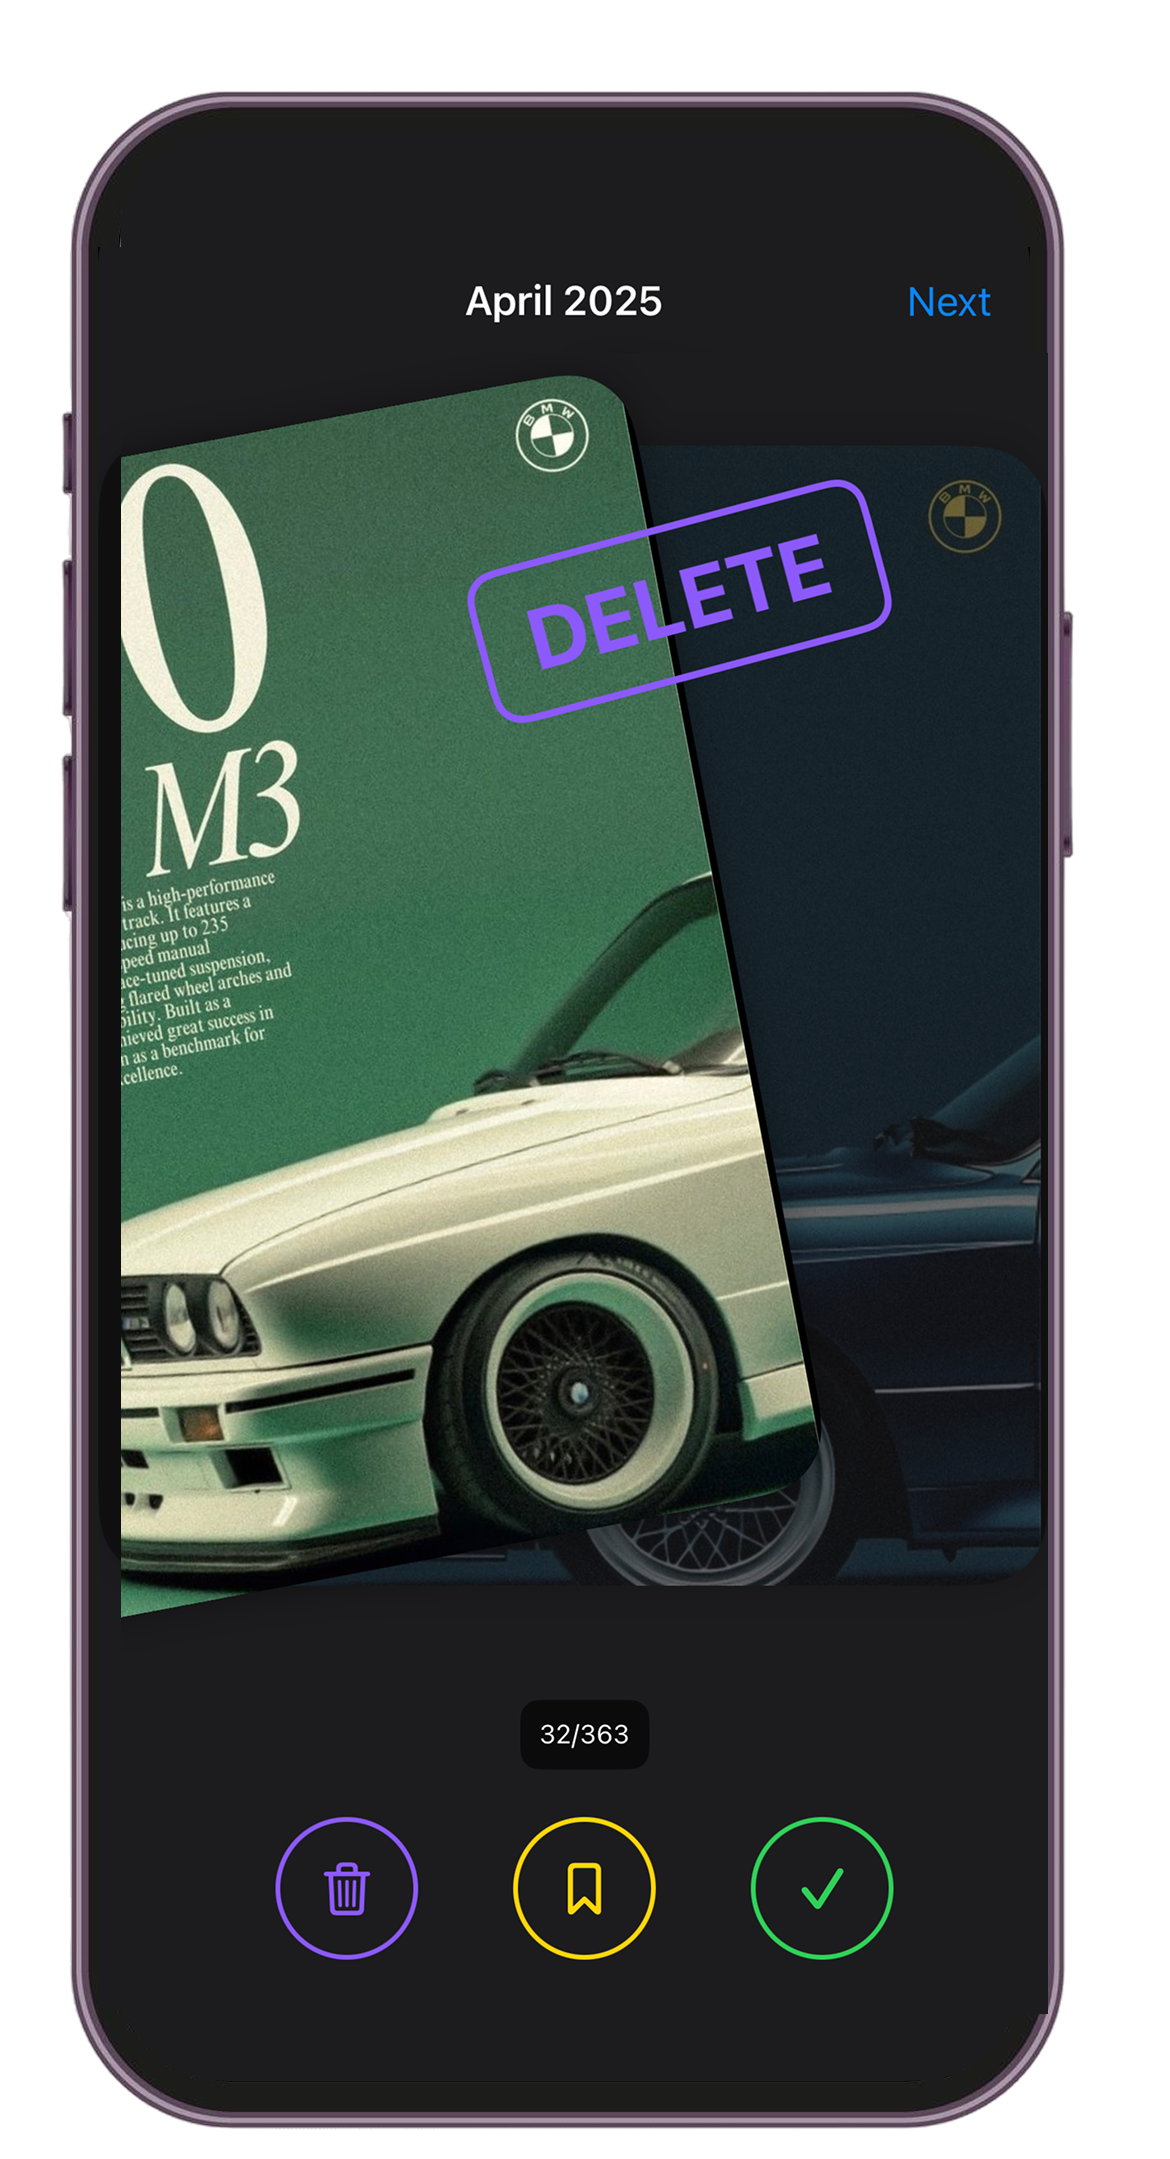 April 2025
Next
BMW
BMW
DELETE
0
M3
is a high-performance
track. It features a
ucing up to 235
peed manual
ace-tuned suspension,
g flared wheel arches and
bility. Built as a
hieved great success in
n as a benchmark for
xcellence.
32/363